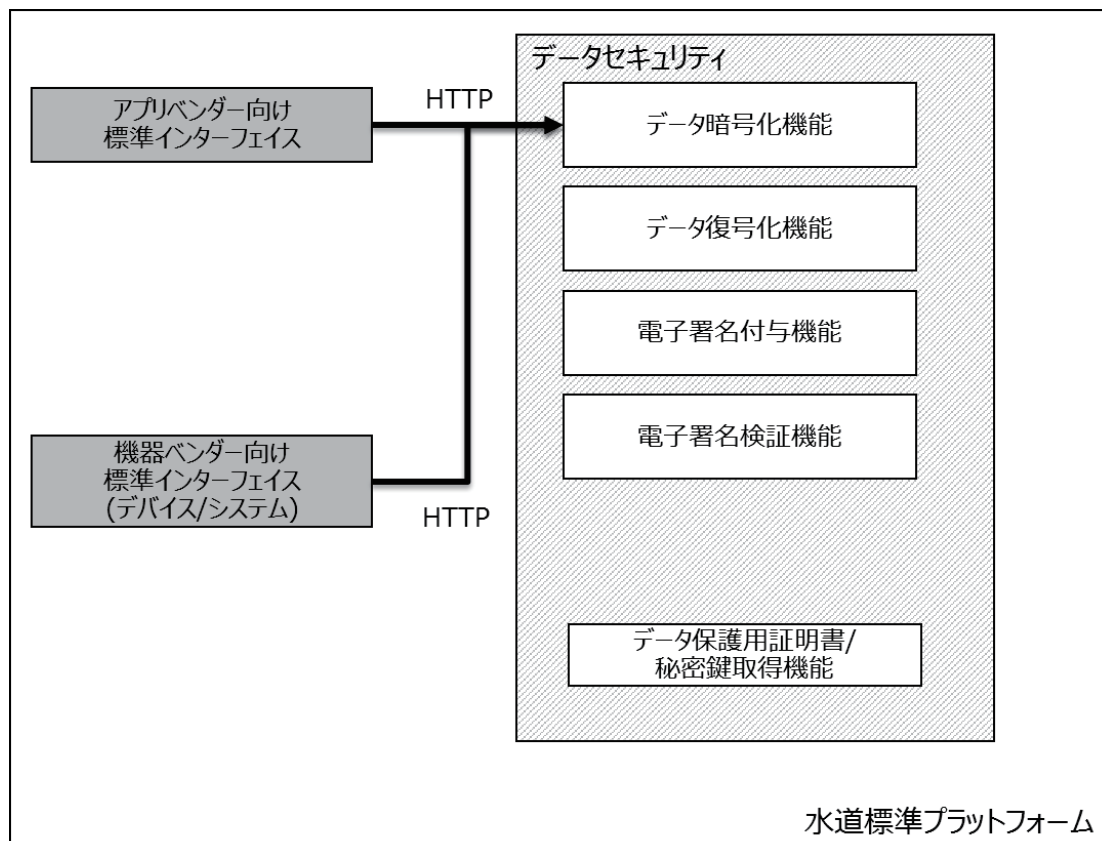 データセキュリティ
アプリベンダー向け
標準インターフェイス
HTTP
データ暗号化機能
データ復号化機能
電子署名付与機能
電子署名検証機能
機器ベンダー向け
標準インターフェイス
(デバイス/システム)
HTTP
データ保護用証明書/
秘密鍵取得機能
水道標準プラットフォーム